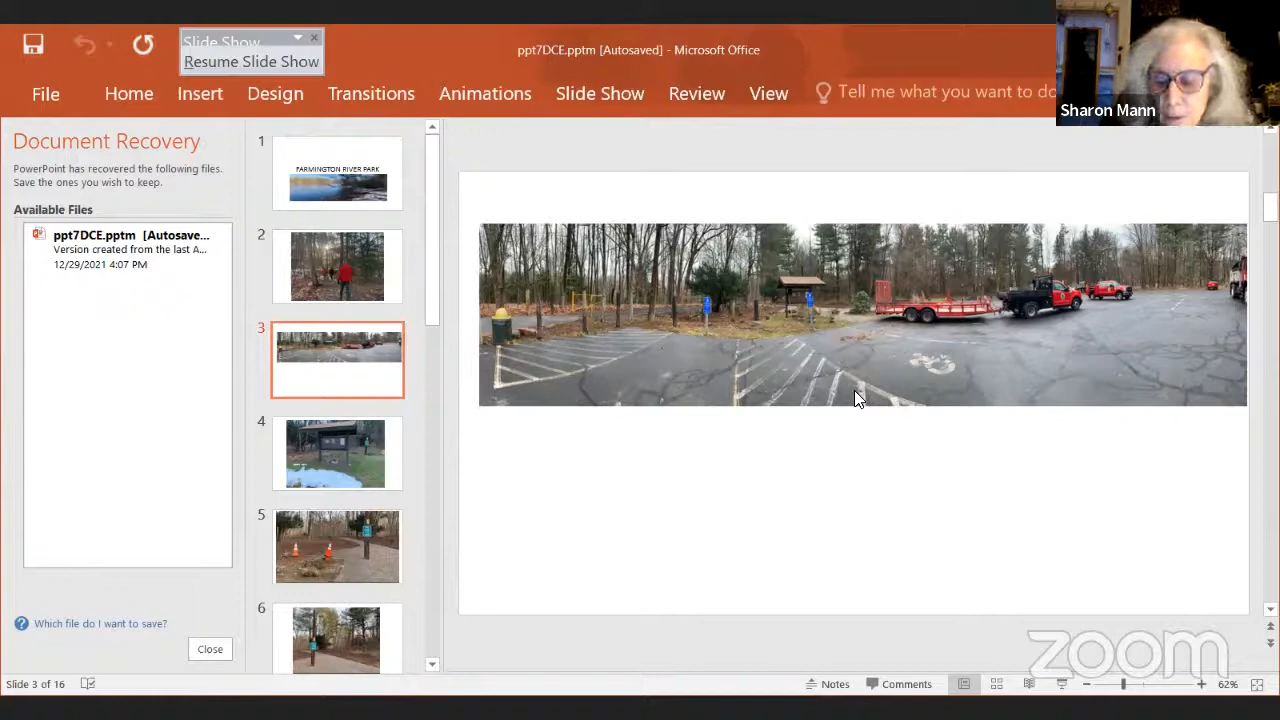 Slide Show
Resume Slide Show
ppt7DCE.pptm [Autosaved] - Microsoft Office
File Home Insert Design Transitions Animations Slide Show Review View Tell me what you want to do
Sharon Mann
Document Recovery
PowerPoint has recovered the following files.
Save the ones you wish to keep.
Available Files
ppt7DCE.pptm [Autosave...
Version created from the last A...
12/29/2021 4:07 PM
Which file do I want to save?
Close
1
FARMINGTON RIVER PARK
2
3
4
5
6
zoom
Slide 3 of 16
Notes
Comments
62%